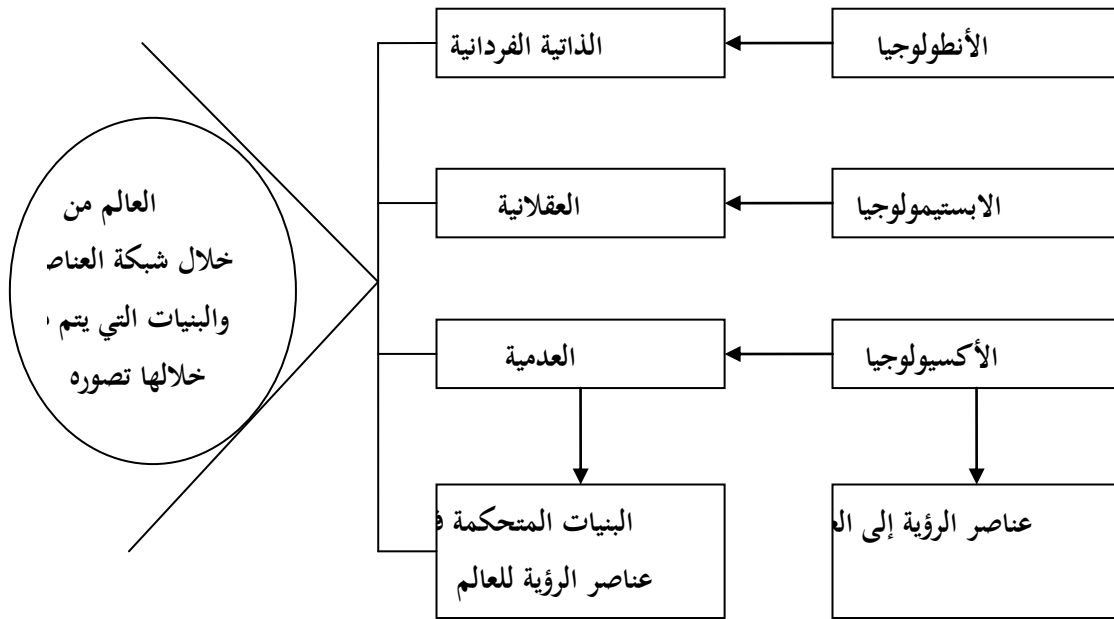 الأنطولوجيا
الذاتية الفردانية
الابستيمولوجيا
العقلانية
الأكسيولوجيا
العدمية
عناصر الرؤية إلى
البنيات المتحكمة
عناصر الرؤية للعالم
العالم من
خلال شبكة
والبنيات التي يتم
خلالها تصوره